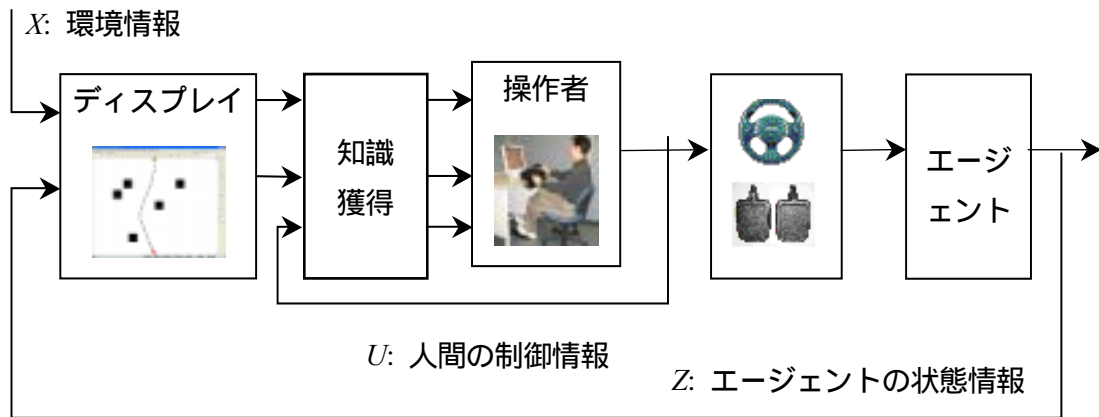 X: 環境情報
ディスプレイ
知識
獲得
操作者
エージ
ェント
U: 人間の制御情報
Z: エージェントの状態情報